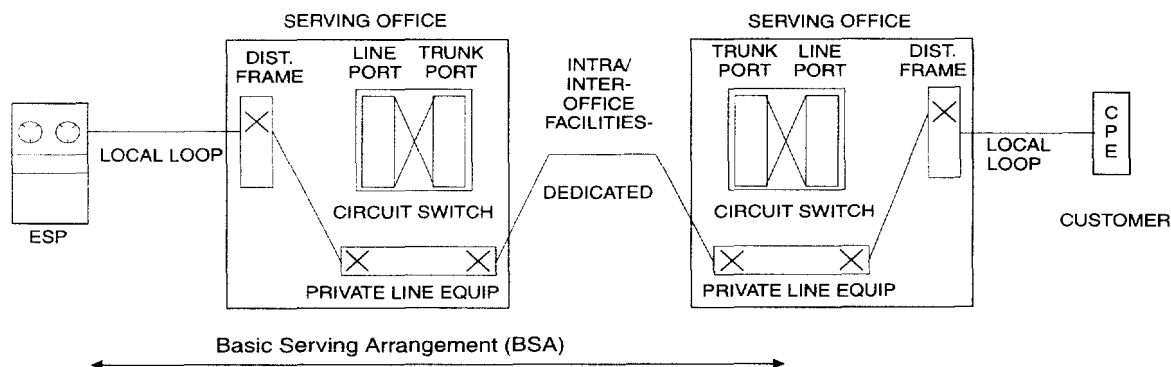 SERVING OFFICE
DIST.
FRAME
LINE
PORT
TRUNK
PORT
LOCAL LOOP
ESP
CIRCUIT SWITCH
PRIVATE LINE EQUIP
INTRA/
INTER-
OFFICE
FACILITIES-
DEDICATED
SERVING OFFICE
TRUNK
PORT
LINE
PORT
DIST.
FRAME
CIRCUIT SWITCH
PRIVATE LINE EQUIP
LOCAL
LOOP
C
P
E
CUSTOMER
Basic Serving Arrangement (BSA)